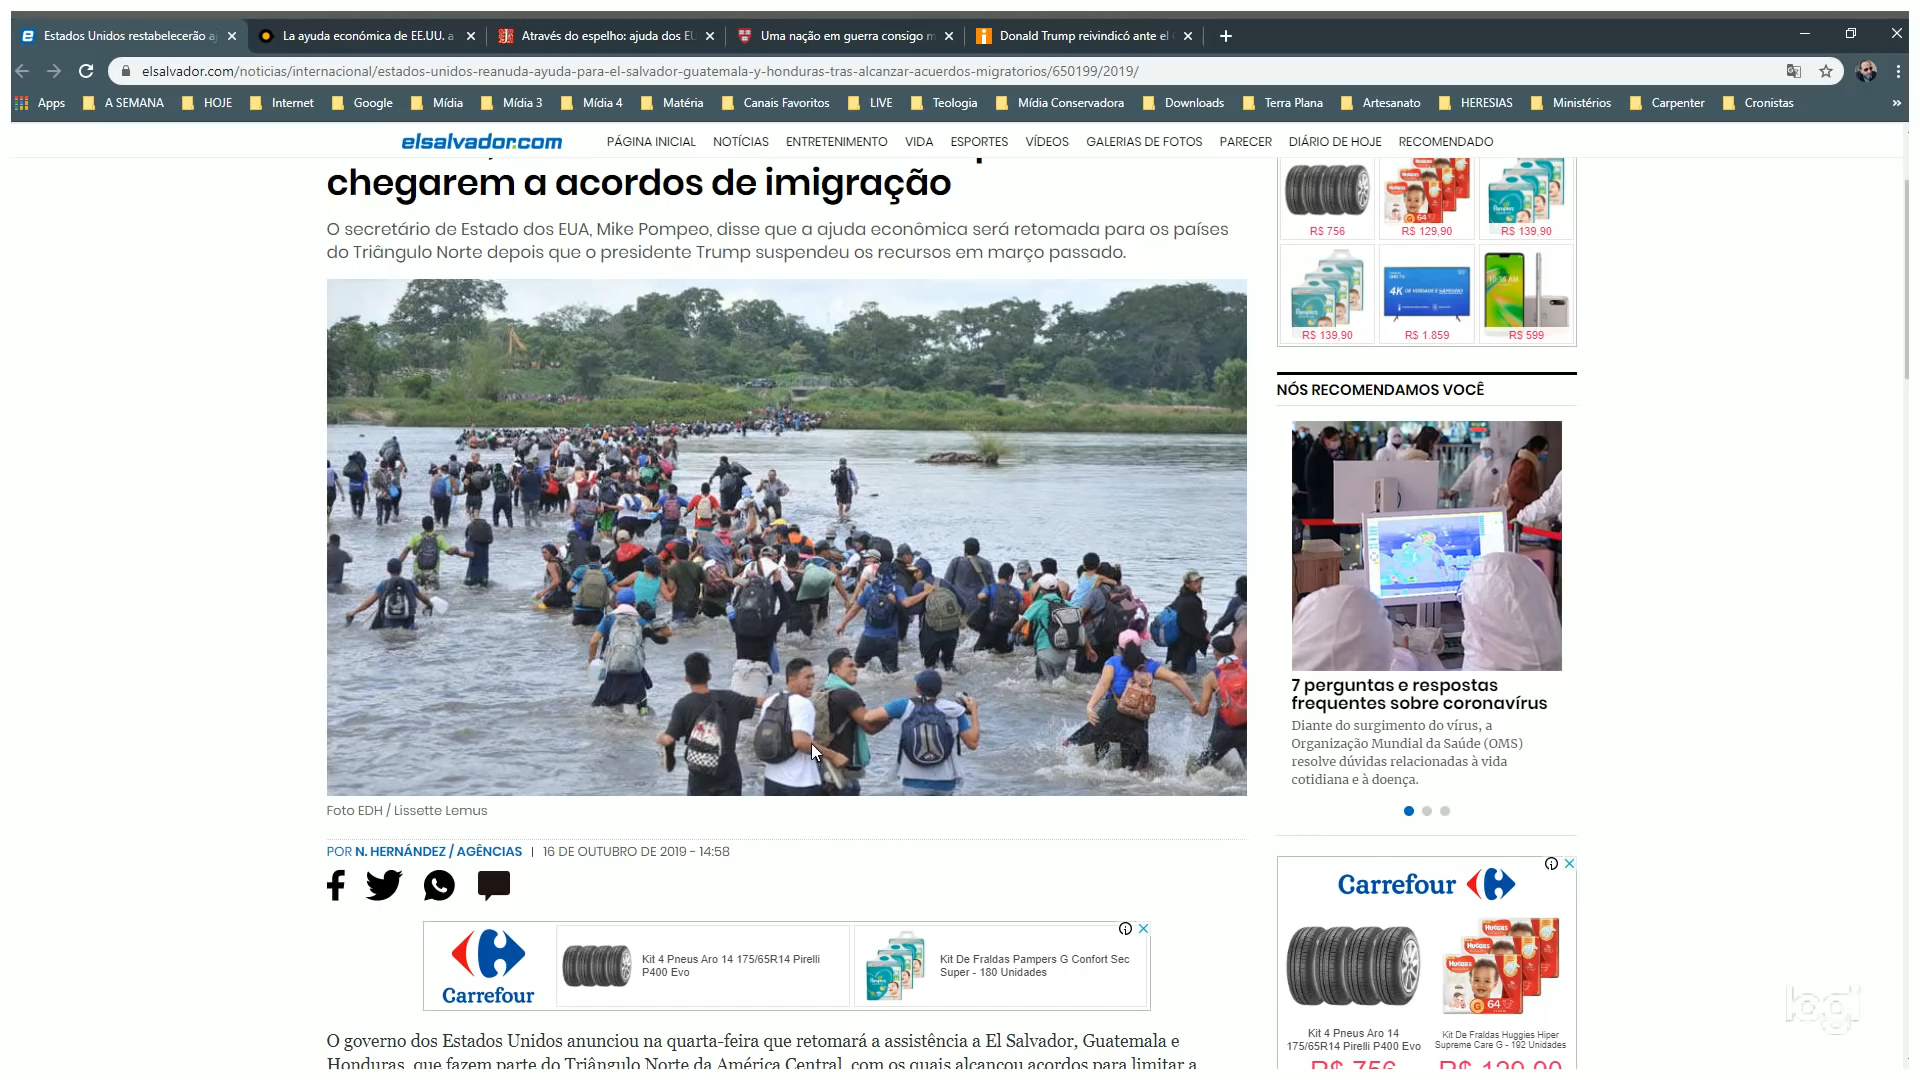 Estados Unidos restabelecerão aj
La ayuda económica de EE.UU. a
Através do espelho: ajuda dos EU
Uma nação em guerra consigo m
Donald Trump reivindicó ante el
elsalvador.com/noticias/internacional/estados-unidos-reanuda-ayuda-para-el-salvador-guatemala-y-honduras-tras-alcanzar-acuerdos-migratorios/650199/2019/
Apps A SEMANA HOJE Internet Google Mídia Mídia 3 Mídia 4 Matéria Canais Favoritos LIVE Teologia Mídia Conservadora Downloads Terra Plana Artesanato HERESIAS Ministérios Carpenter Cronistas »
elsalvador.com PÁGINA INICIAL NOTÍCIAS ENTRETENIMENTO VIDA ESPORTES VÍDEOS GALERIAS DE FOTOS PARECER DIÁRIO DE HOJE RECOMENDADO
chegarem a acordos de imigração
O secretário de Estado dos EUA, Mike Pompeo, disse que a ajuda econômica será retomada para os países
do Triângulo Norte depois que o presidente Trump suspendeu os recursos em março passado.
Foto EDH / Lissette Lemus
POR N. HERNÁNDEZ / AGÊNCIAS | 16 DE OUTUBRO DE 2019 - 14:58
Carrefour
Kit 4 Pneus Aro 14 175/65R14 Pirelli
P400 Evo
Kit De Fraldas Pampers G Confort Sec
Super - 180 Unidades
O governo dos Estados Unidos anunciou na quarta-feira que retomará a assistência a El Salvador, Guatemala e
Honduras, que fazem parte do Triângulo Norte da América Central, com os quais alcançou acordos para limitar a
R$ 756 R$ 129,90 R$ 139,90
4K DE VERDADE É SAMSUNG
R$ 139,90 R$ 1.859 R$ 599
NÓS RECOMENDAMOS VOCÊ
7 perguntas e respostas
frequentes sobre coronavírus
Diante do surgimento do vírus, a
Organização Mundial da Saúde (OMS)
resolve dúvidas relacionadas à vida
cotidiana e à doença.
Carrefour
Kit 4 Pneus Aro 14
175/65R14 Pirelli P400 Evo
R$ 756
HUGGIES
64
Kit De Fraldas Huggies Hiper
Supreme Care G - 192 Unidades
R$ 129,90
logi